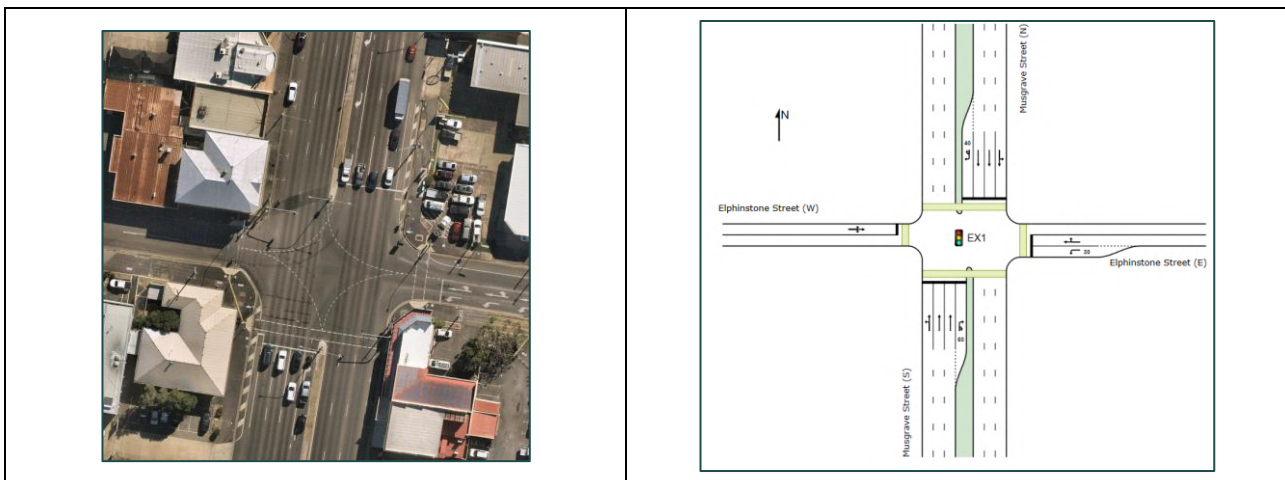 Musgrave Street (N)
N
40
Elphinstone Street (W)
EX1
30
Elphinstone Street (E)
60
Musgrave Street (S)